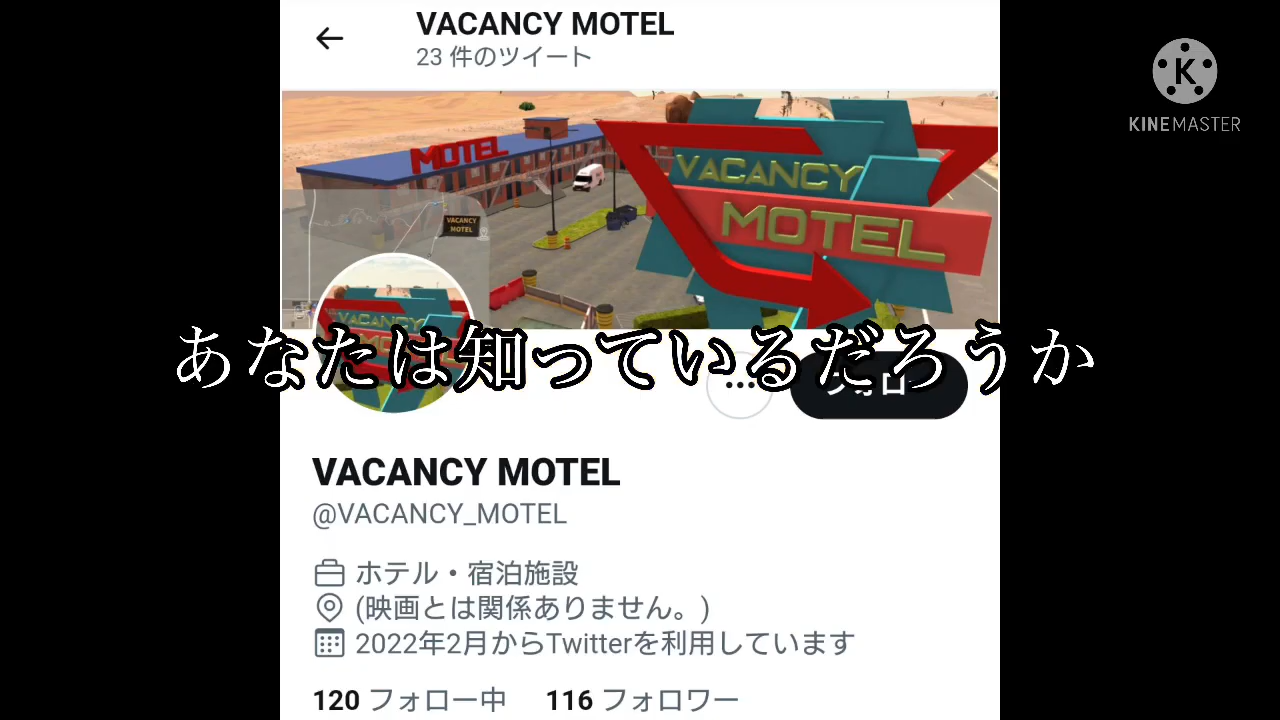 VACANCY MOTEL
23 件のツイート
KINEMASTER
MOTEL
VACANCY
MOTEL
VACANCY
MOTEL
VACANCY
あなたは知っているだろうか
VACANCY MOTEL
@VACANCY_MOTEL
ホテル・宿泊施設
(映画とは関係ありません。)
2022年2月からTwitterを利用しています
120 フォロー中 116 フォロワー